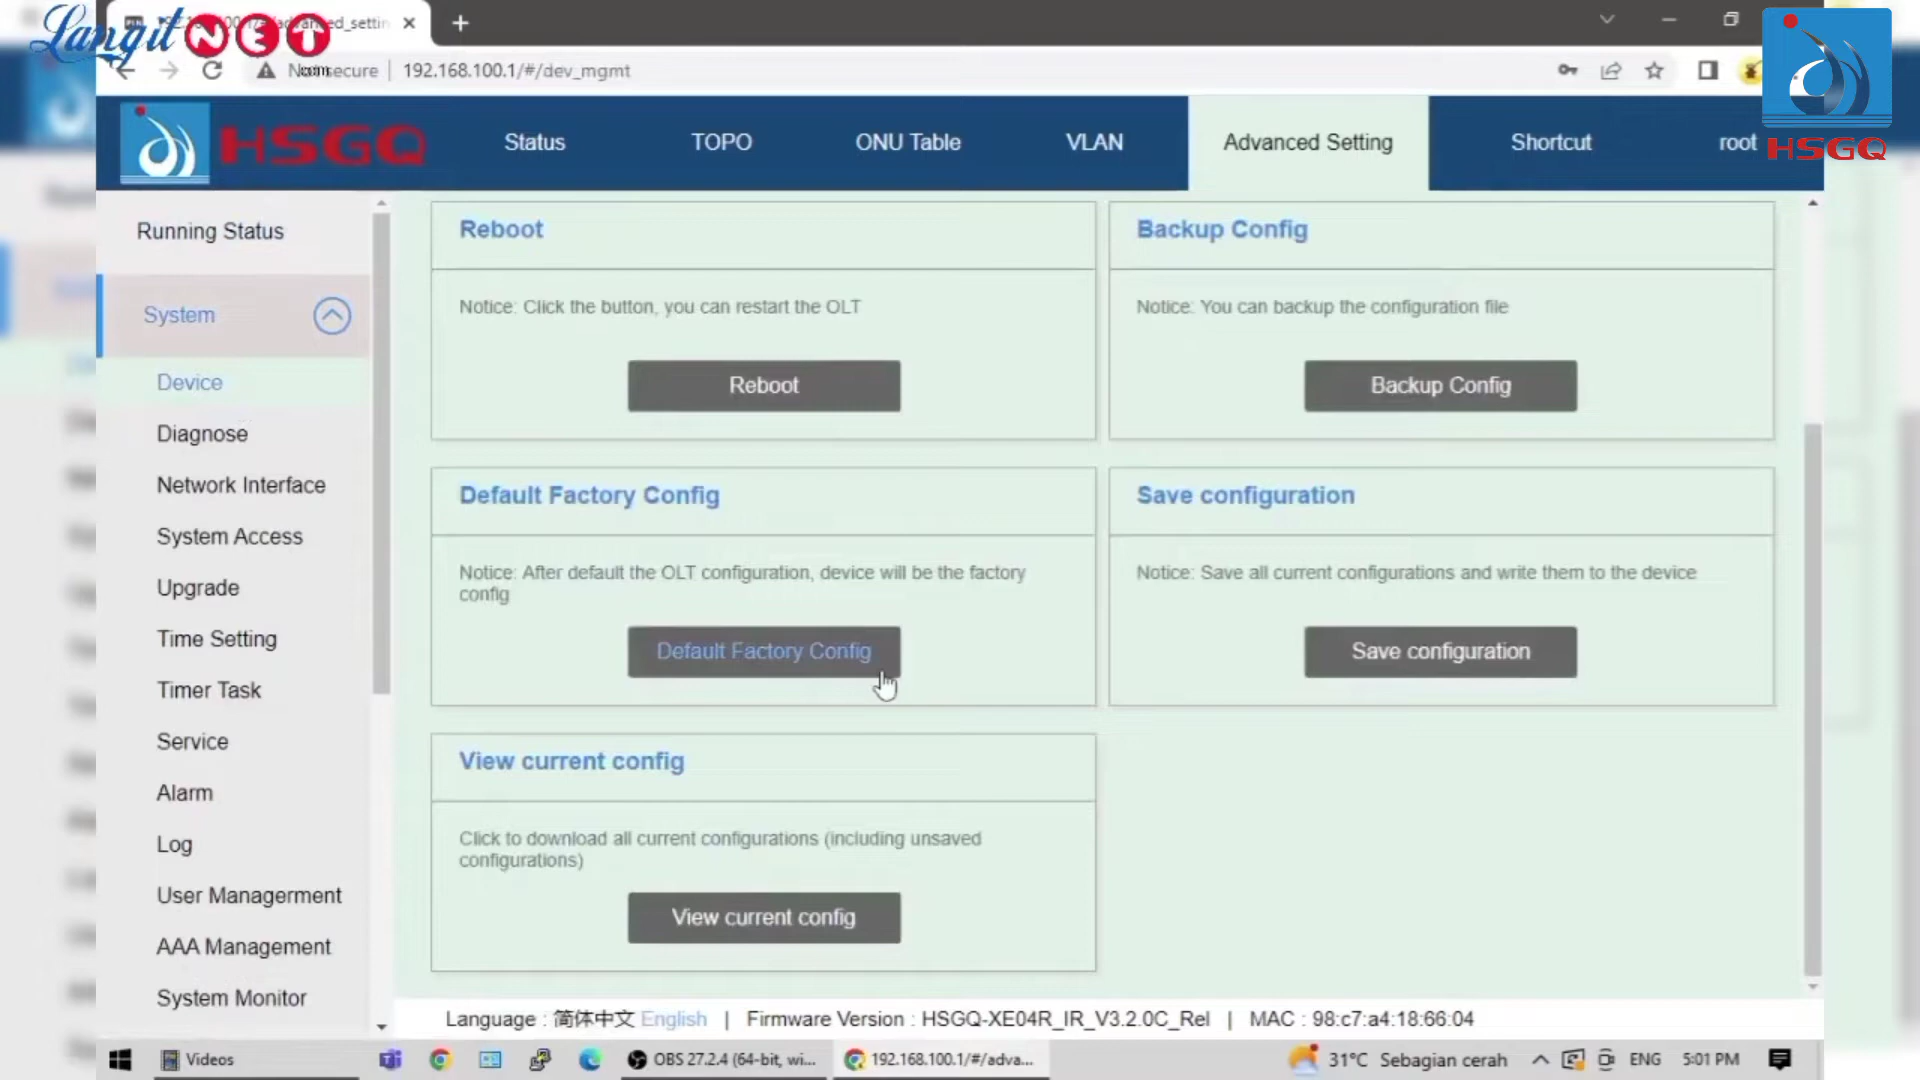 Langit NET
.com
Not secure
192.168.100.1/#/dev_mgmt
HSGQ
Status
TOPO
ONU Table
VLAN
Advanced Setting
Shortcut
root
HSGQ
Running Status
System
Device
Diagnose
Network Interface
System Access
Upgrade
Time Setting
Timer Task
Service
Alarm
Log
User Managerment
AAA Management
System Monitor
Reboot
Notice: Click the button, you can restart the OLT
Reboot
Backup Config
Notice: You can backup the configuration file
Backup Config
Default Factory Config
Notice: After default the OLT configuration, device will be the factory
config
Default Factory Config
Save configuration
Notice: Save all current configurations and write them to the device
Save configuration
View current config
Click to download all current configurations (including unsaved
configurations)
View current config
Language : 简体中文 English | Firmware Version : HSGQ-XE04R_IR_V3.2.0C_Rel | MAC : 98:c7:a4:18:66:04
Videos
OBS 27.2.4 (64-bit, wi...
192.168.100.1/#/adva...
31°C Sebagian cerah
ENG
5:01 PM